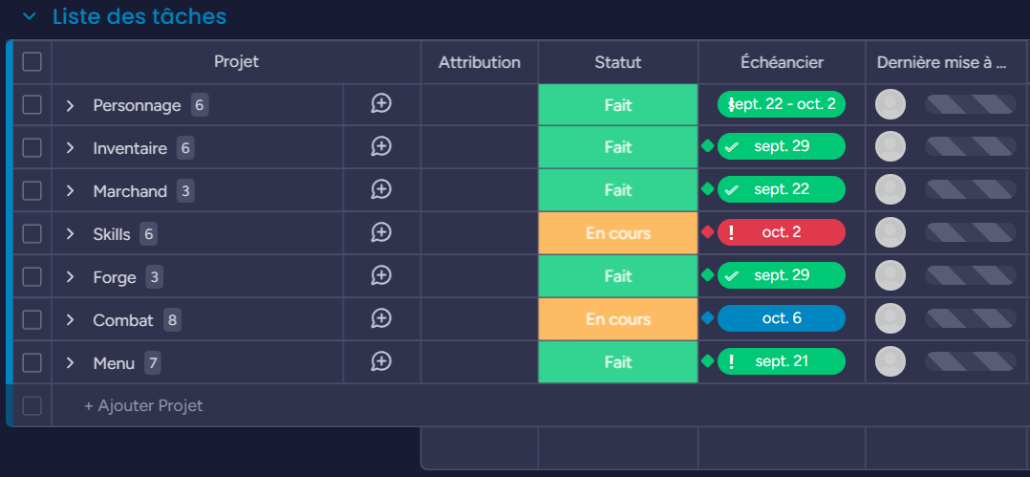 Liste des tâches
Projet Attribution Statut Échéancier Dernière mise à ...
Personnage 6 Fait sept. 22 - oct. 2
Inventaire 6 Fait sept. 29
Marchand 3 Fait sept. 22
Skills 6 En cours ! oct. 2
Forge 3 Fait sept. 29
Combat 8 En cours oct. 6
Menu 7 Fait ! sept. 21
+ Ajouter Projet